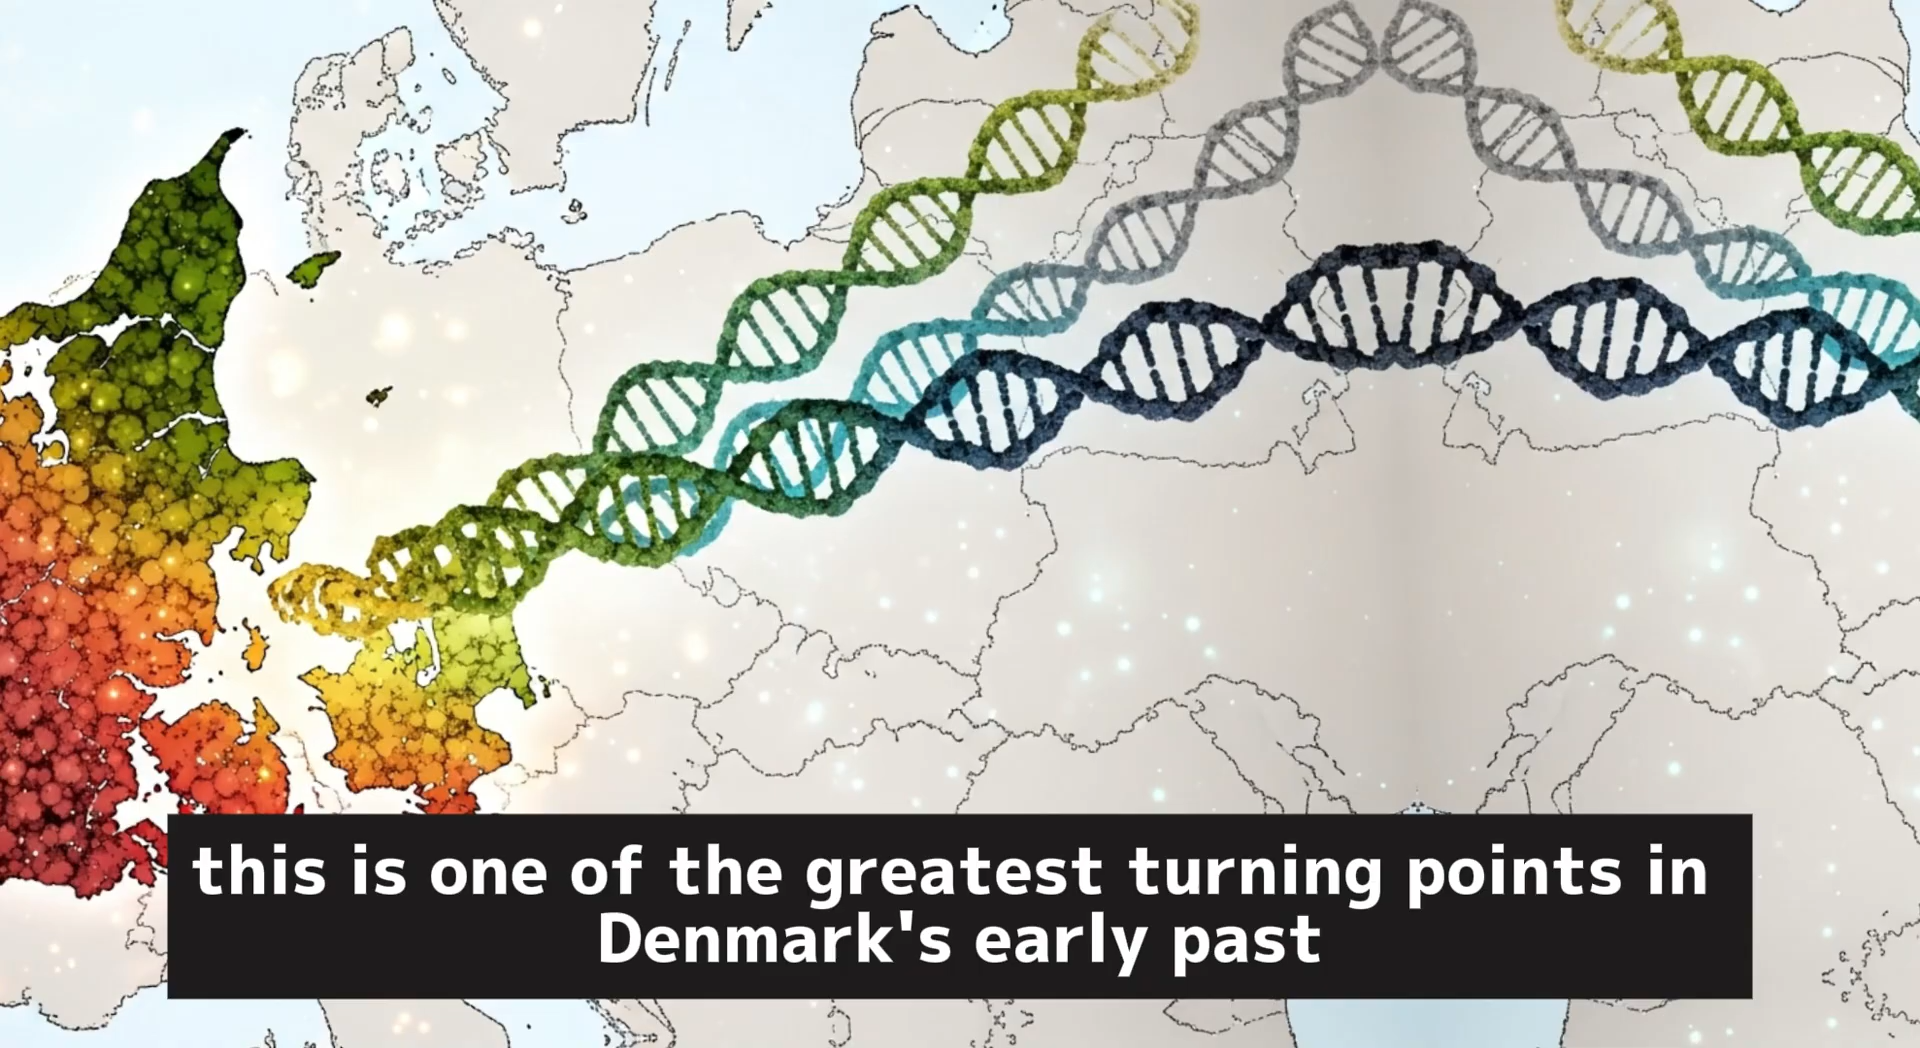 this is one of the greatest turning points in
Denmark's early past